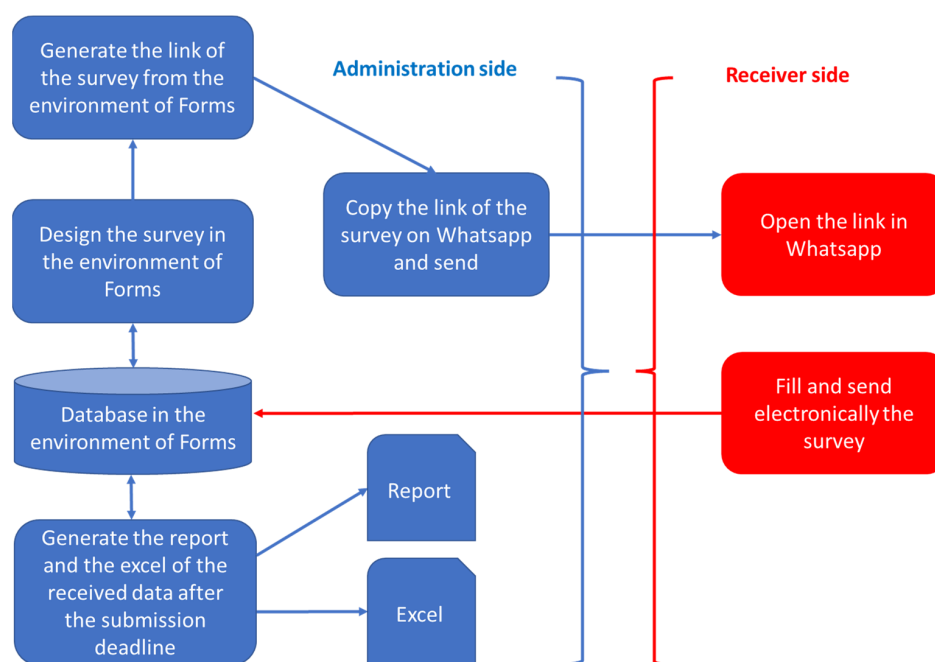 Generate the link of
the survey from the
environment of Forms
Administration side
Receiver side
Copy the link of the
survey on Whatsapp
and send
Open the link in
Whatsapp
Design the survey in
the environment of
Forms
Database in the
environment of Forms
Fill and send
electronically the
survey
Report
Generate the report
and the excel of the
received data after
the submission
deadline
Excel